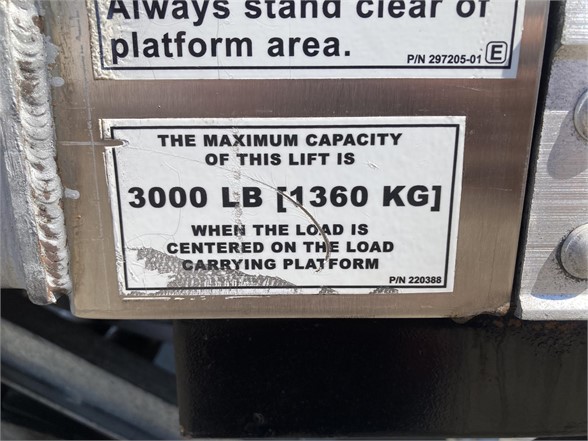 Always stand clear of
platform area.
P/N 297205-01 E
THE MAXIMUM CAPACITY
OF THIS LIFT IS
3000 LB [1360 KG]
WHEN THE LOAD IS
CENTERED ON THE LOAD
CARRYING PLATFORM
P/N 220388